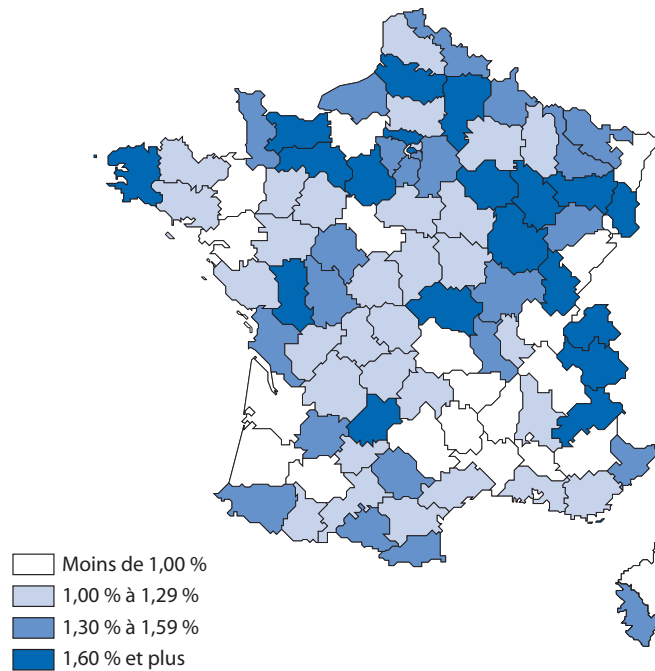 Moins de 1,00 %
1,00 % à 1,29 %
1,30 % à 1,59 %
1,60 % et plus